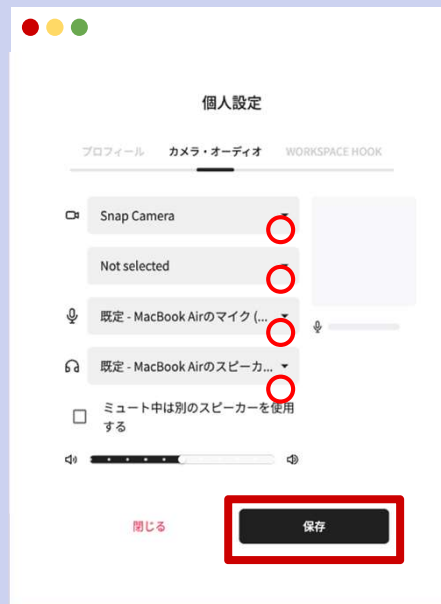 個人設定
プロフィール カメラ・オーディオ WORKSPACE HOOK
Snap Camera
Not selected
既定 - MacBook Airのマイク (...
既定 - MacBook Airのスピーカ...
ミュート中は別のスピーカーを使用
する
閉じる 保存